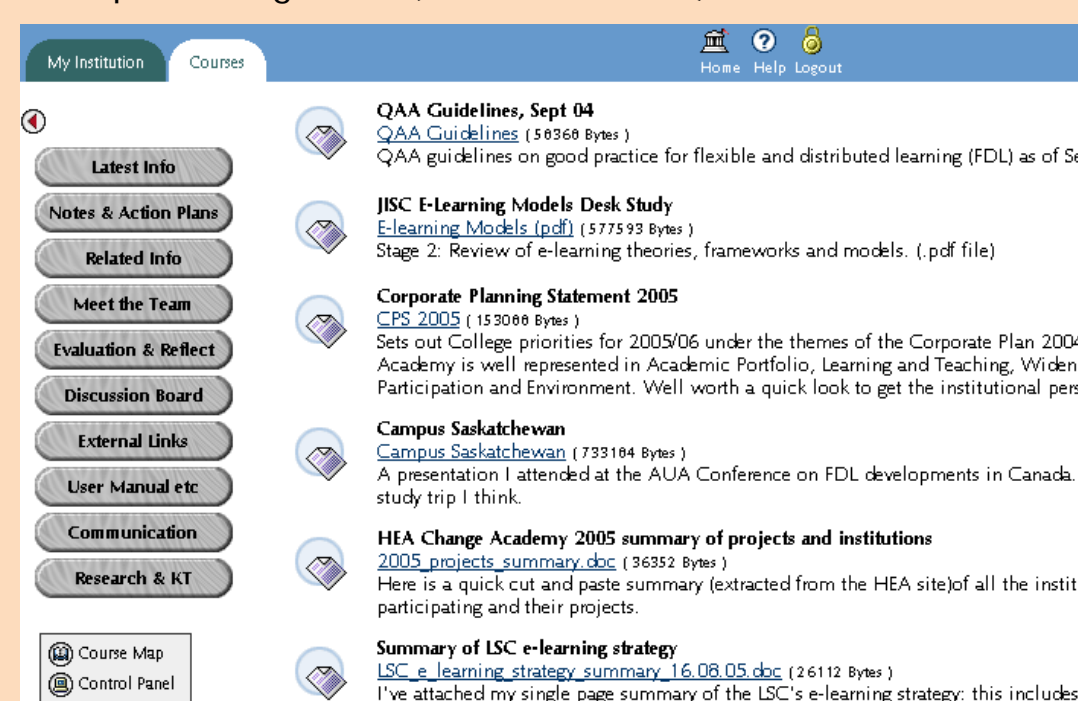 My Institution
Courses
Home Help Logout
QAA Guidelines, Sept 04
QAA Guidelines ( 50360 Bytes )
QAA guidelines on good practice for flexible and distributed learning (FDL) as of
JISC E-Learning Models Desk Study
E-learning Models (pdf) ( 577593 Bytes )
Stage 2: Review of e-learning theories, frameworks and models. (.pdf file)
Corporate Planning Statement 2005
CPS 2005 ( 153088 Bytes )
Sets out College priorities for 2005/06 under the themes of the Corporate Plan
Academy is well represented in Academic Portfolio, Learning and Teaching,
Participation and Environment. Well worth a quick look to get the institutional
Campus Saskatchewan
Campus Saskatchewan ( 733184 Bytes )
A presentation I attended at the AUA Conference on FDL developments in Canada.
study trip I think.
HEA Change Academy 2005 summary of projects and institutions
2005_projects_summary.doc ( 36352 Bytes )
Here is a quick cut and paste summary (extracted from the HEA site)of all the
participating and their projects.
Summary of LSC e-learning strategy
LSC_e_learning_strategy_summary_16.08.05.doc ( 26112 Bytes )
I've attached my single page summary of the LSC's e-learning strategy: this includes
Latest Info
Notes & Action Plans
Related Info
Meet the Team
Evaluation & Reflect
Discussion Board
External Links
User Manual etc
Communication
Research & KT
Course Map
Control Panel